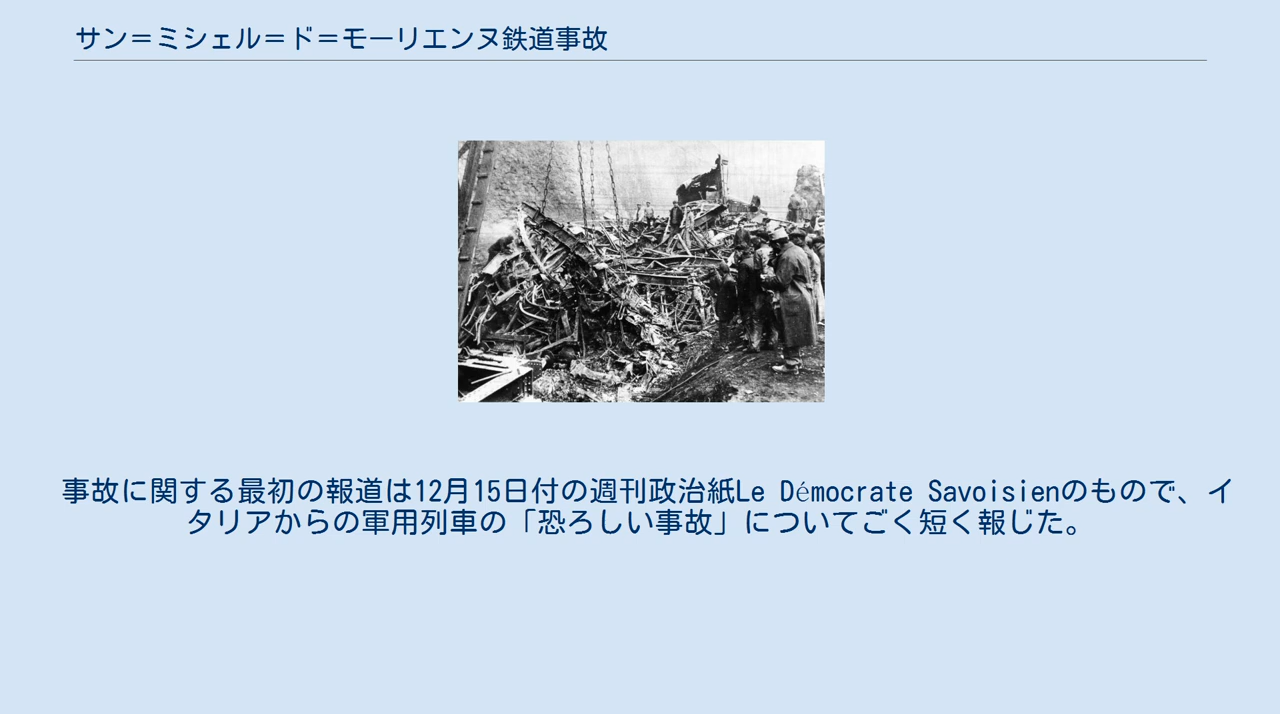 サン＝ミシェル＝ド＝モーリエンヌ鉄道事故
事故に関する最初の報道は12月15日付の週刊政治紙Le Démocrate Savoisienのもので、イ
タリアからの軍用列車の「恐ろしい事故」についてごく短く報じた。